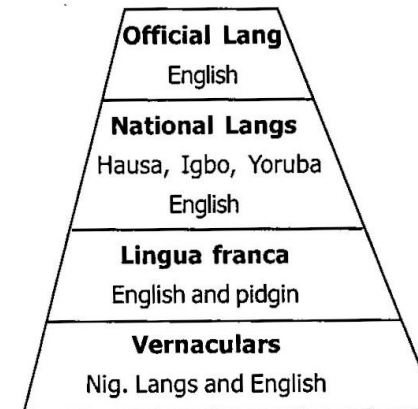 Official Lang
English
National Langs
Hausa, Igbo, Yoruba
English
Lingua franca
English and pidgin
Vernaculars
Nig. Langs and English